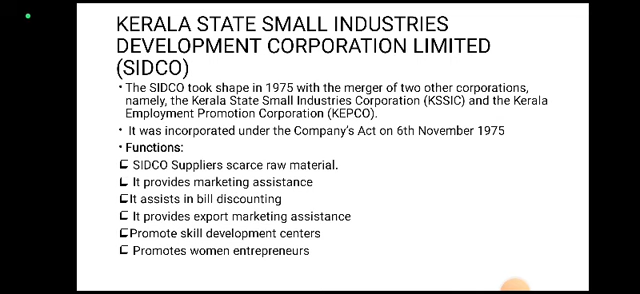 KERALA STATE SMALL INDUSTRIES
DEVELOPMENT CORPORATION LIMITED
(SIDCO)
• The SIDCO took shape in 1975 with the merger of two other corporations,
namely, the Kerala State Small Industries Corporation (KSSIC) and the Kerala
Employment Promotion Corporation (KEPCO).
• It was incorporated under the Company's Act on 6th November 1975
• Functions:
SIDCO Suppliers scarce raw material.
It provides marketing assistance
It assists in bill discounting
It provides export marketing assistance
Promote skill development centers
Promotes women entrepreneurs